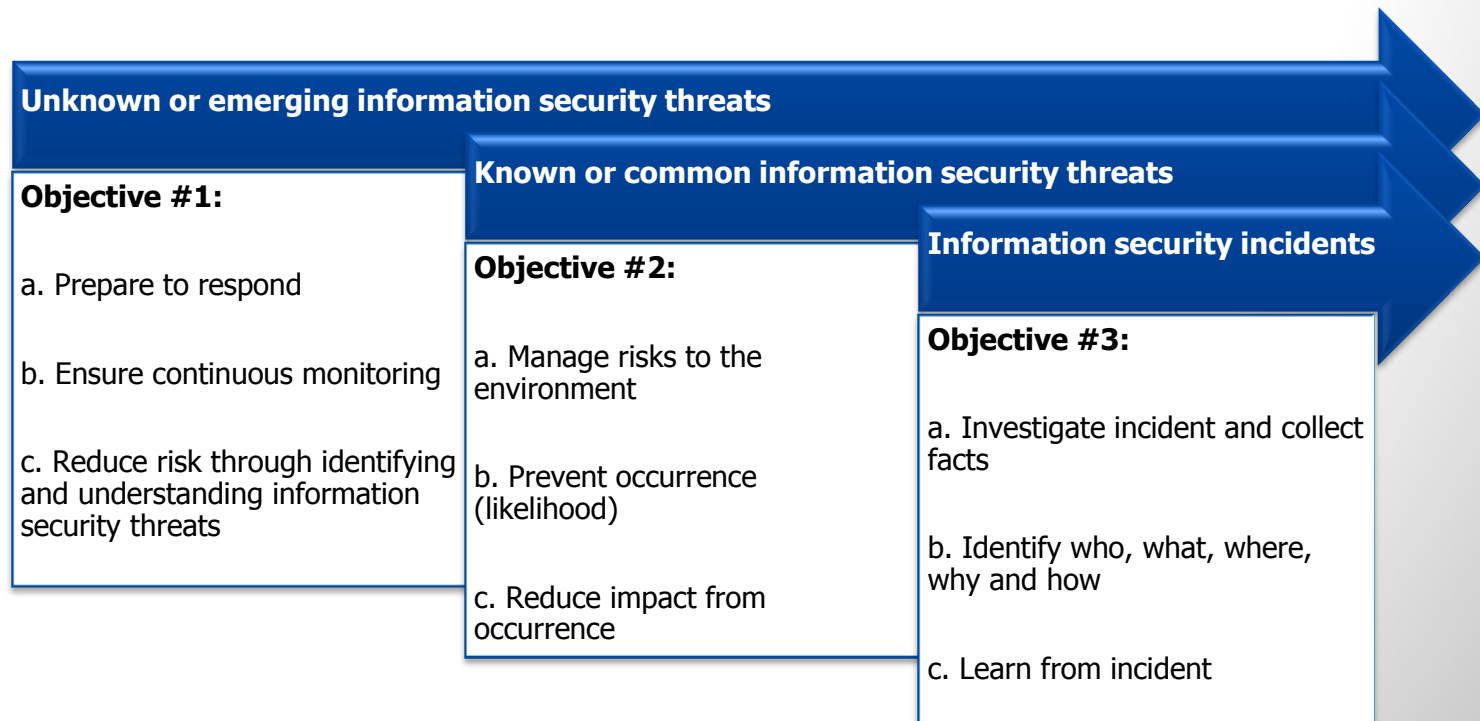 Unknown or emerging information security threats
Objective #1:
a. Prepare to respond
b. Ensure continuous monitoring
c. Reduce risk through identifying
and understanding information
security threats
Known or common information security threats
Objective #2:
a. Manage risks to the
environment
b. Prevent occurrence
(likelihood)
c. Reduce impact from
occurrence
Information security incidents
Objective #3:
a. Investigate incident and collect
facts
b. Identify who, what, where,
why and how
c. Learn from incident